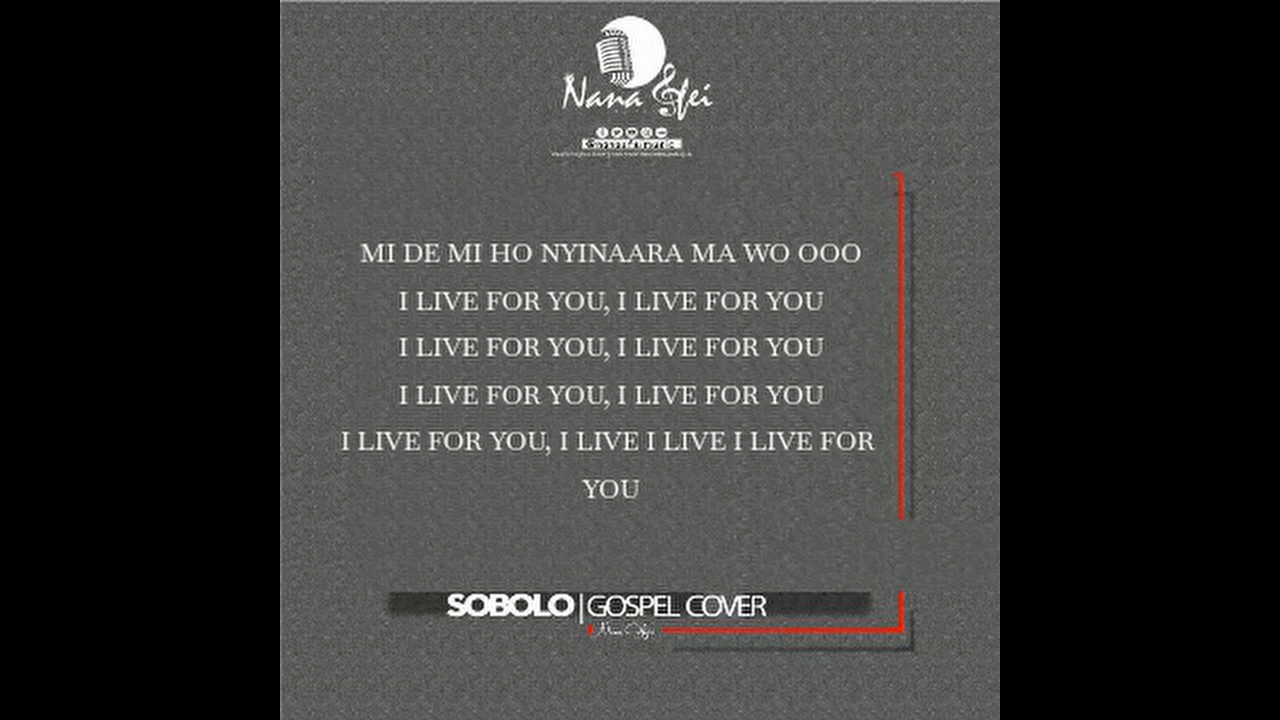 Nana Efei
MI DE MI HO NYINAARA MA WO OOO
I LIVE FOR YOU, I LIVE FOR YOU
I LIVE FOR YOU, I LIVE FOR YOU
I LIVE FOR YOU, I LIVE FOR YOU
I LIVE FOR YOU, I LIVE I LIVE I LIVE FOR
YOU
SOBOLO|GOSPEL COVER